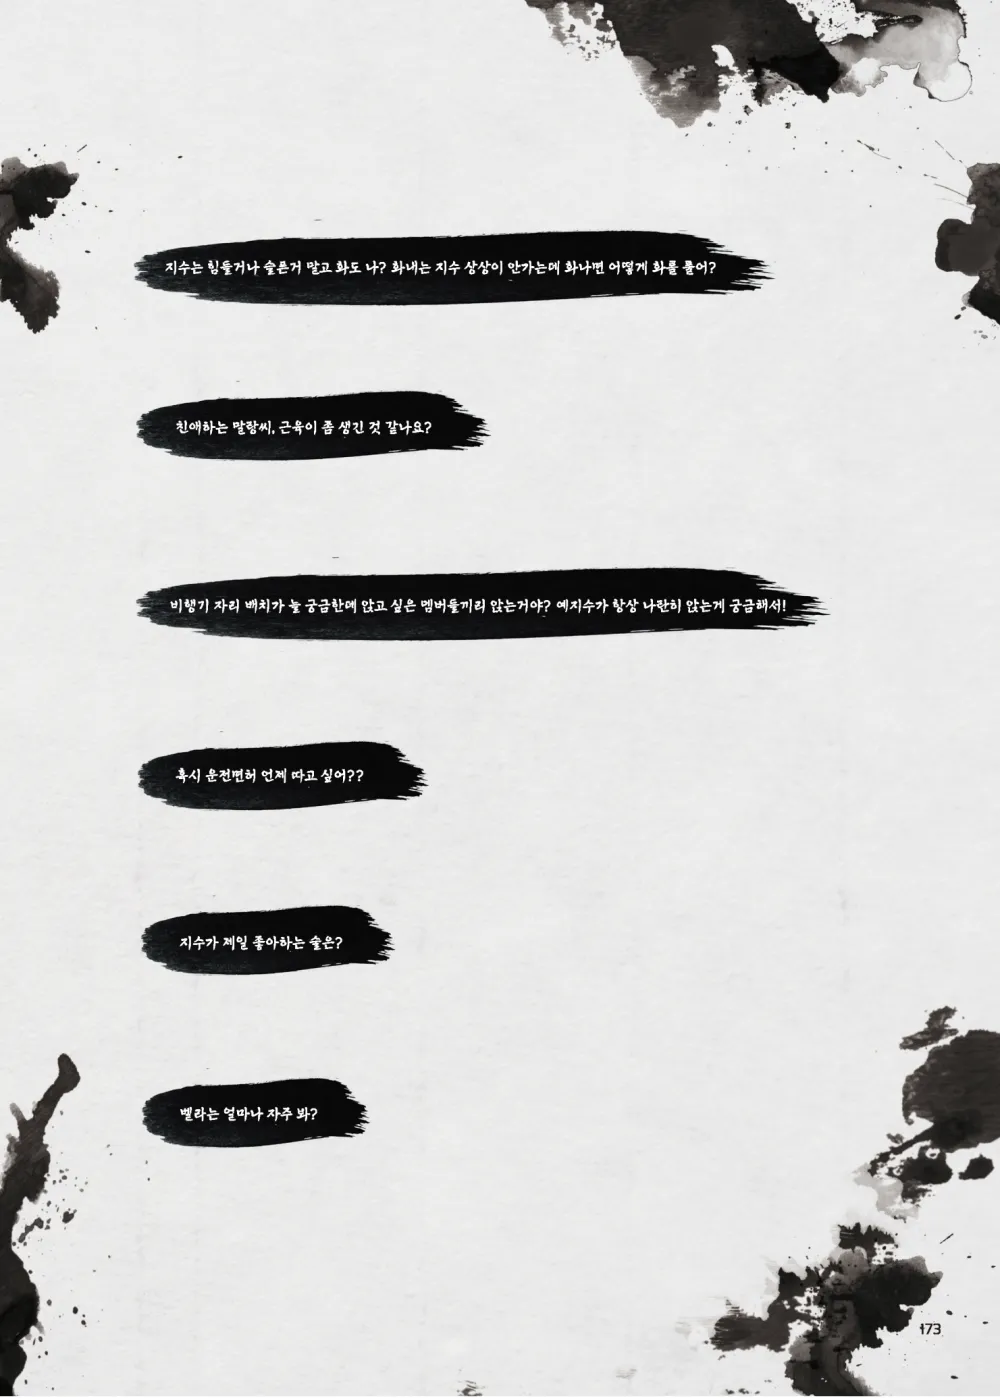 지수는 힘들거나 슬픈거 말고 화도 나? 화내는 지수 상상이 안가는데 화나면 어떻게 화를 풀어?
친애하는 말랑씨, 근육이 좀 생긴 것 같나요?
비행기 자리 배치가 늘 궁금한데 앉고 싶은 멤버들끼리 앉는거야? 예지수가 항상 나란히 앉는게 궁금해서!
혹시 운전면허 언제 따고 싶어??
지수가 제일 좋아하는 술은?
벨라는 얼마나 자주 봐?
173